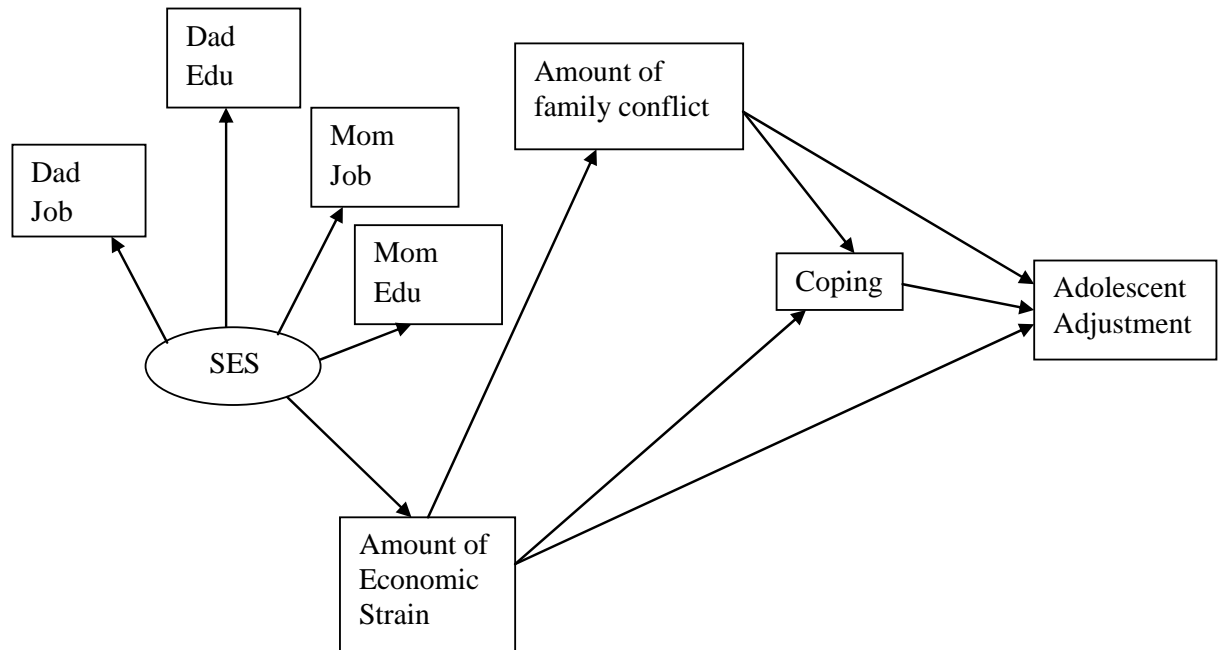 Dad
Edu
Amount of
family conflict
Mom
Job
Dad
Job
Mom
Edu
Coping
Adolescent
Adjustment
SES
Amount of
Economic
Strain